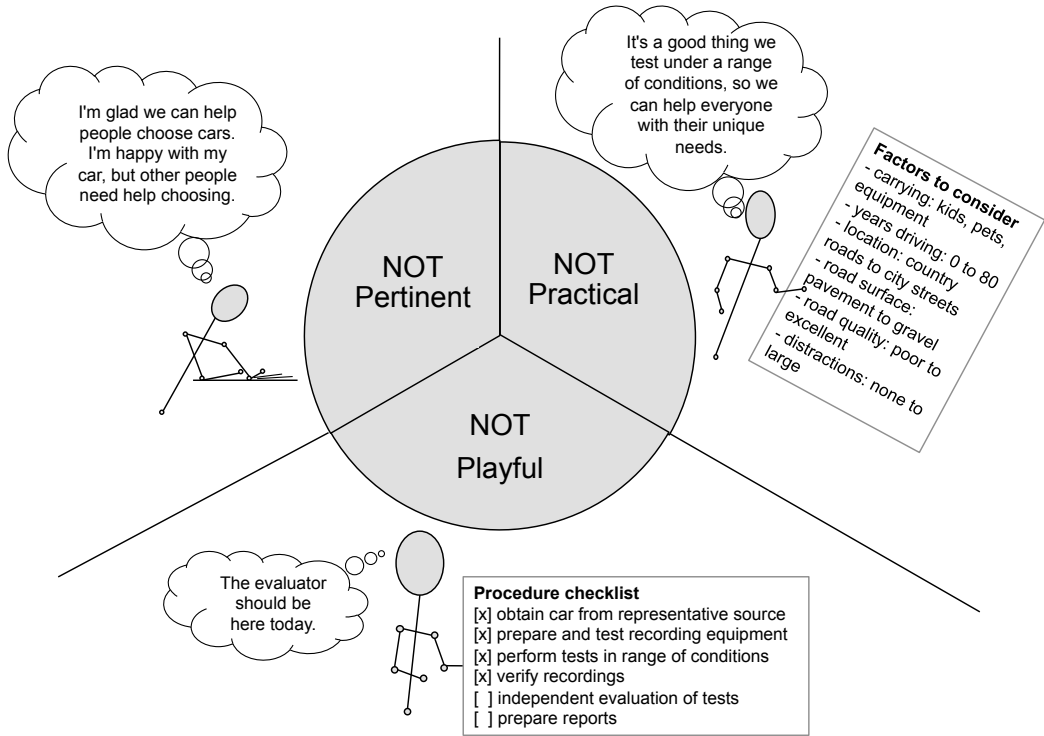 I'm glad we can help
people choose cars.
I'm happy with my
car, but other people
need help choosing.
It's a good thing we
test under a range
of conditions, so we
can help everyone
with their unique
needs.
Factors to consider
- carrying: kids, pets,
equipment
- years driving: 0 to 80
- location: country
roads to city streets
- road surface:
pavement to gravel
- road quality: poor to
excellent
- distractions: none to
large
NOT
Pertinent
NOT
Practical
NOT
Playful
The evaluator
should be
here today.
Procedure checklist
[x] obtain car from representative source
[x] prepare and test recording equipment
[x] perform tests in range of conditions
[x] verify recordings
[ ] independent evaluation of tests
[ ] prepare reports